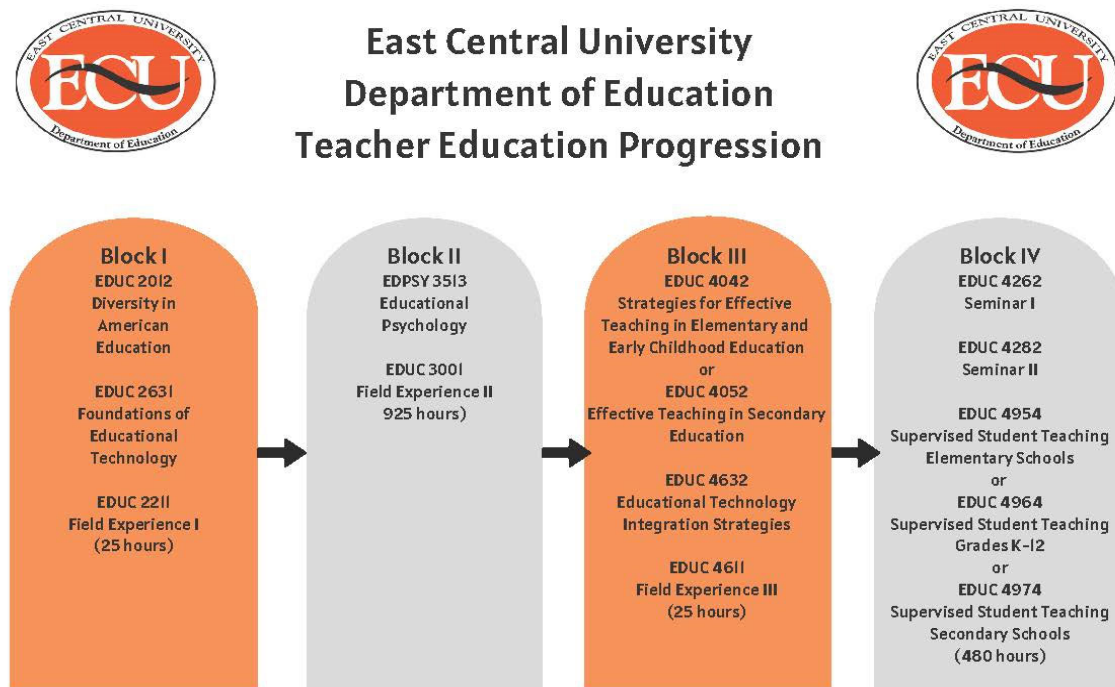 EAST CENTRAL UNIVERSITY
ECU
Department of Education
East Central University
Department of Education
Teacher Education Progression
EAST CENTRAL UNIVERSITY
ECU
Department of Education
Block I
EDUC 2012
Diversity in
American
Education
EDUC 2631
Foundations of
Educational
Technology
EDUC 2211
Field Experience I
(25 hours)
Block II
EDPSY 3513
Educational
Psychology
EDUC 3001
Field Experience II
925 hours)
Block III
EDUC 4042
Strategies for Effective
Teaching in Elementary and
Early Childhood Education
or
EDUC 4052
Effective Teaching in Secondary
Education
EDUC 4632
Educational Technology
Integration Strategies
EDUC 4611
Field Experience III
(25 hours)
Block IV
EDUC 4262
Seminar I
EDUC 4282
Seminar II
EDUC 4954
Supervised Student Teaching
Elementary Schools
or
EDUC 4964
Supervised Student Teaching
Grades K-12
or
EDUC 4974
Supervised Student Teaching
Secondary Schools
(480 hours)